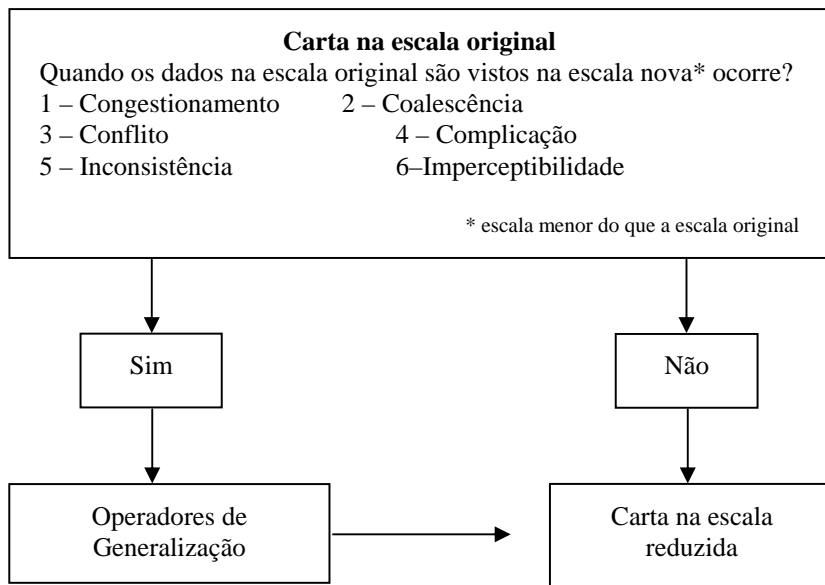 Carta na escala original
Quando os dados na escala original são vistos na escala nova* ocorre?
1 – Congestionamento 2 – Coalescência
3 – Conflito 4 – Complicação
5 – Inconsistência 6–Imperceptibilidade
* escala menor do que a escala original
Sim Não
Operadores de
Generalização
Carta na escala
reduzida